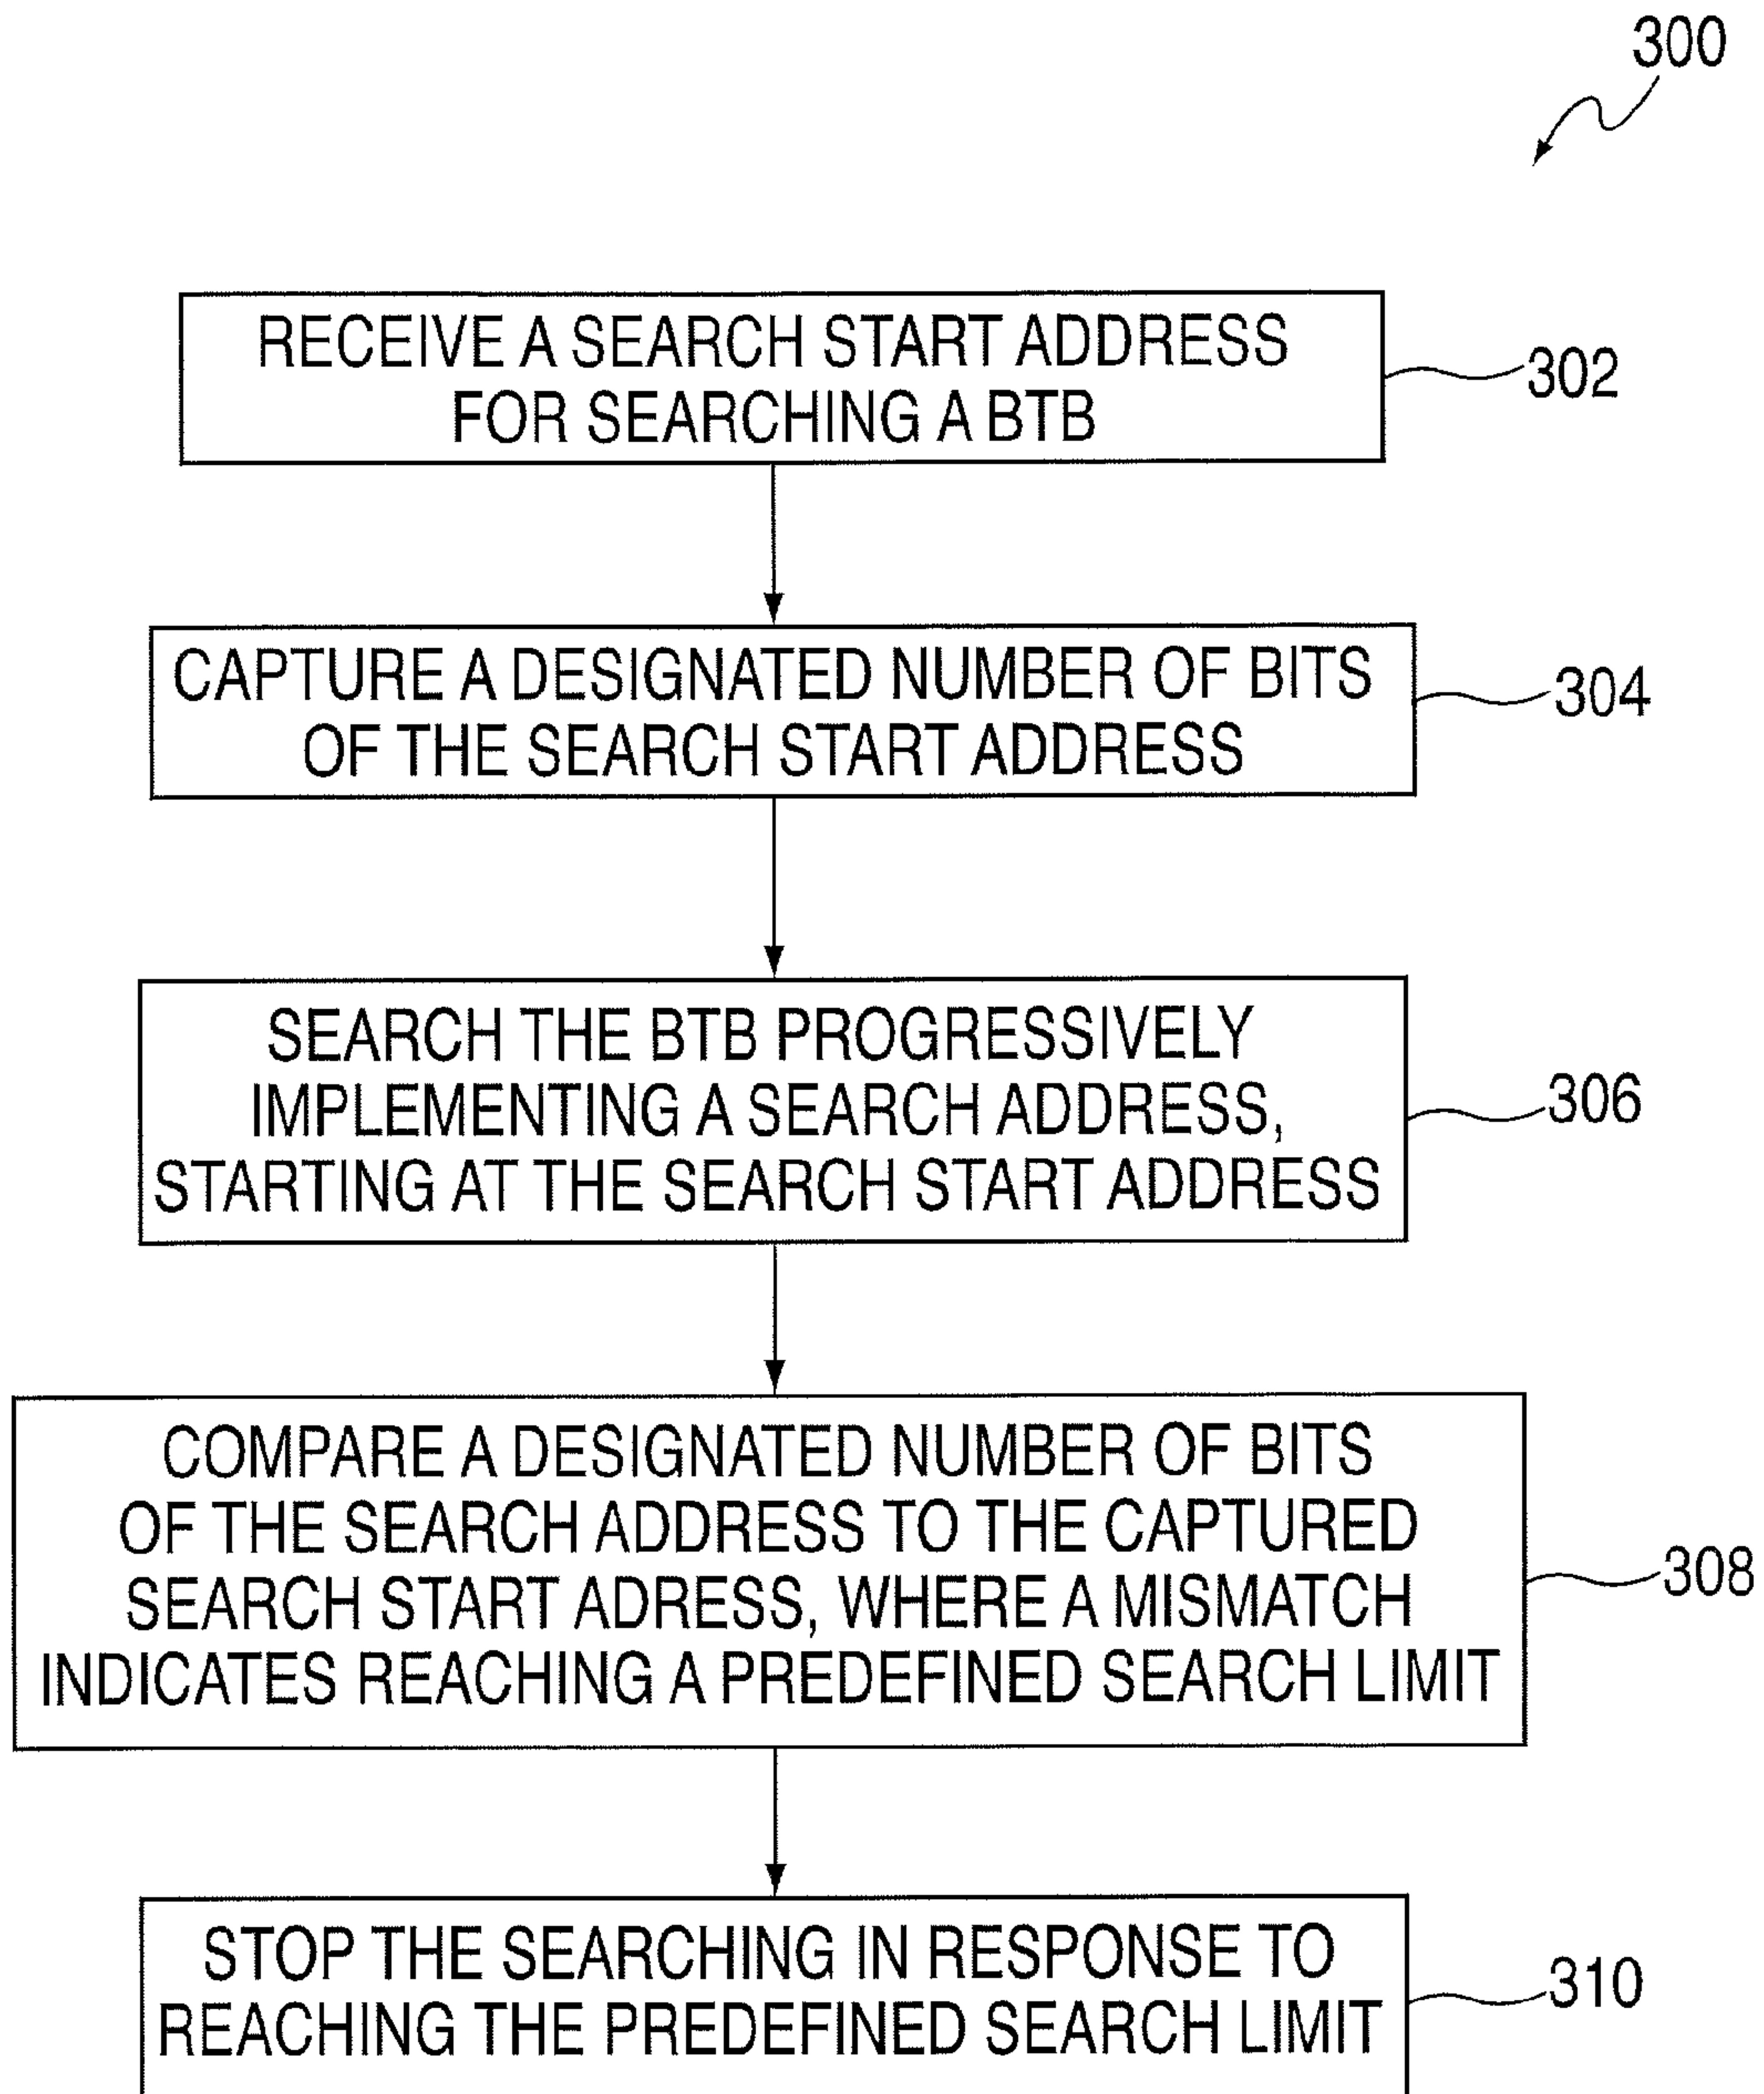 300
RECEIVE A SEARCH START ADDRESS
FOR SEARCHING A BTB
302
CAPTURE A DESIGNATED NUMBER OF BITS
OF THE SEARCH START ADDRESS
304
SEARCH THE BTB PROGRESSIVELY
IMPLEMENTING A SEARCH ADDRESS,
STARTING AT THE SEARCH START ADDRESS
306
COMPARE A DESIGNATED NUMBER OF BITS
OF THE SEARCH ADDRESS TO THE CAPTURED
SEARCH START ADRESS, WHERE A MISMATCH
INDICATES REACHING A PREDEFINED SEARCH LIMIT
308
STOP THE SEARCHING IN RESPONSE TO
REACHING THE PREDEFINED SEARCH LIMIT
310